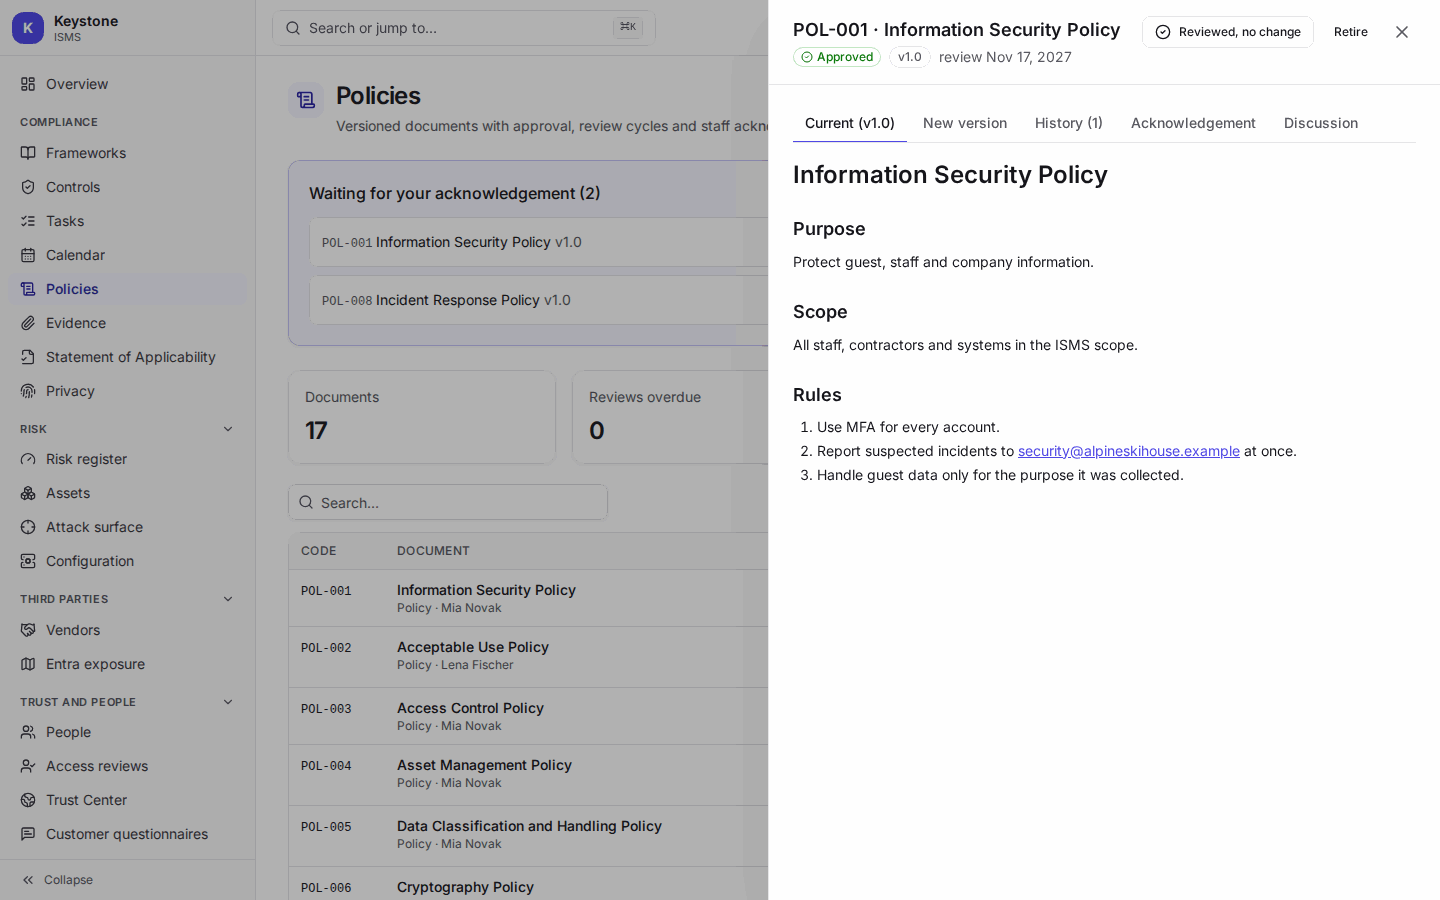 K
Keystone
ISMS
Overview
COMPLIANCE
Frameworks
Controls
Tasks
Calendar
Policies
Evidence
Statement of Applicability
Privacy
RISK
Risk register
Assets
Attack surface
Configuration
THIRD PARTIES
Vendors
Entra exposure
TRUST AND PEOPLE
People
Access reviews
Trust Center
Customer questionnaires
Collapse
Search or jump to...
⌘K
Policies
Versioned documents with approval, review cycles and staff ackn
Waiting for your acknowledgement (2)
POL-001 Information Security Policy v1.0
POL-008 Incident Response Policy v1.0
Documents
17
Reviews overdue
0
Search...
CODE DOCUMENT
POL-001 Information Security Policy
Policy · Mia Novak
POL-002 Acceptable Use Policy
Policy · Lena Fischer
POL-003 Access Control Policy
Policy · Mia Novak
POL-004 Asset Management Policy
Policy · Mia Novak
POL-005 Data Classification and Handling Policy
Policy · Mia Novak
POL-006 Cryptography Policy
POL-001 · Information Security Policy
Reviewed, no change
Retire
Approved v1.0 review Nov 17, 2027
Current (v1.0) New version History (1) Acknowledgement Discussion
Information Security Policy
Purpose
Protect guest, staff and company information.
Scope
All staff, contractors and systems in the ISMS scope.
Rules
1. Use MFA for every account.
2. Report suspected incidents to security@alpineskihouse.example at once.
3. Handle guest data only for the purpose it was collected.